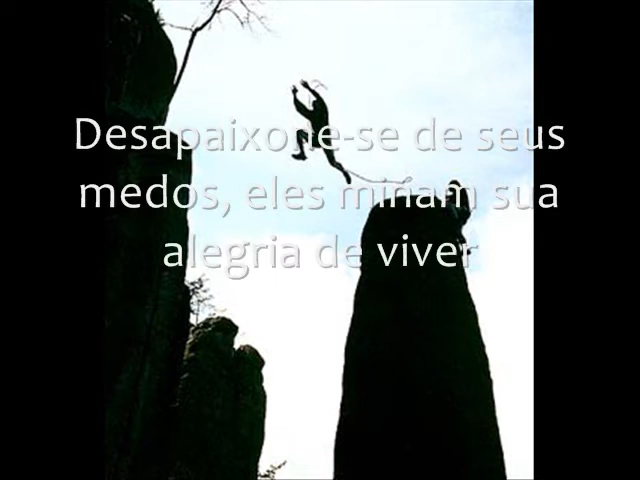 Desapaixone-se de seus
medos, eles minam sua
alegria de viver